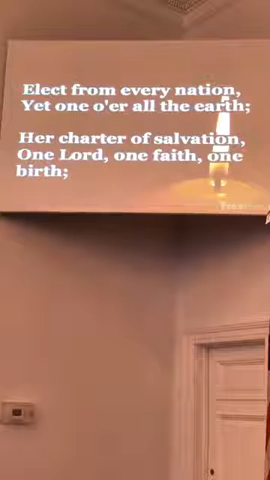 Elect from every nation,
Yet one o'er all the earth;
Her charter of salvation,
One Lord, one faith, one
birth;